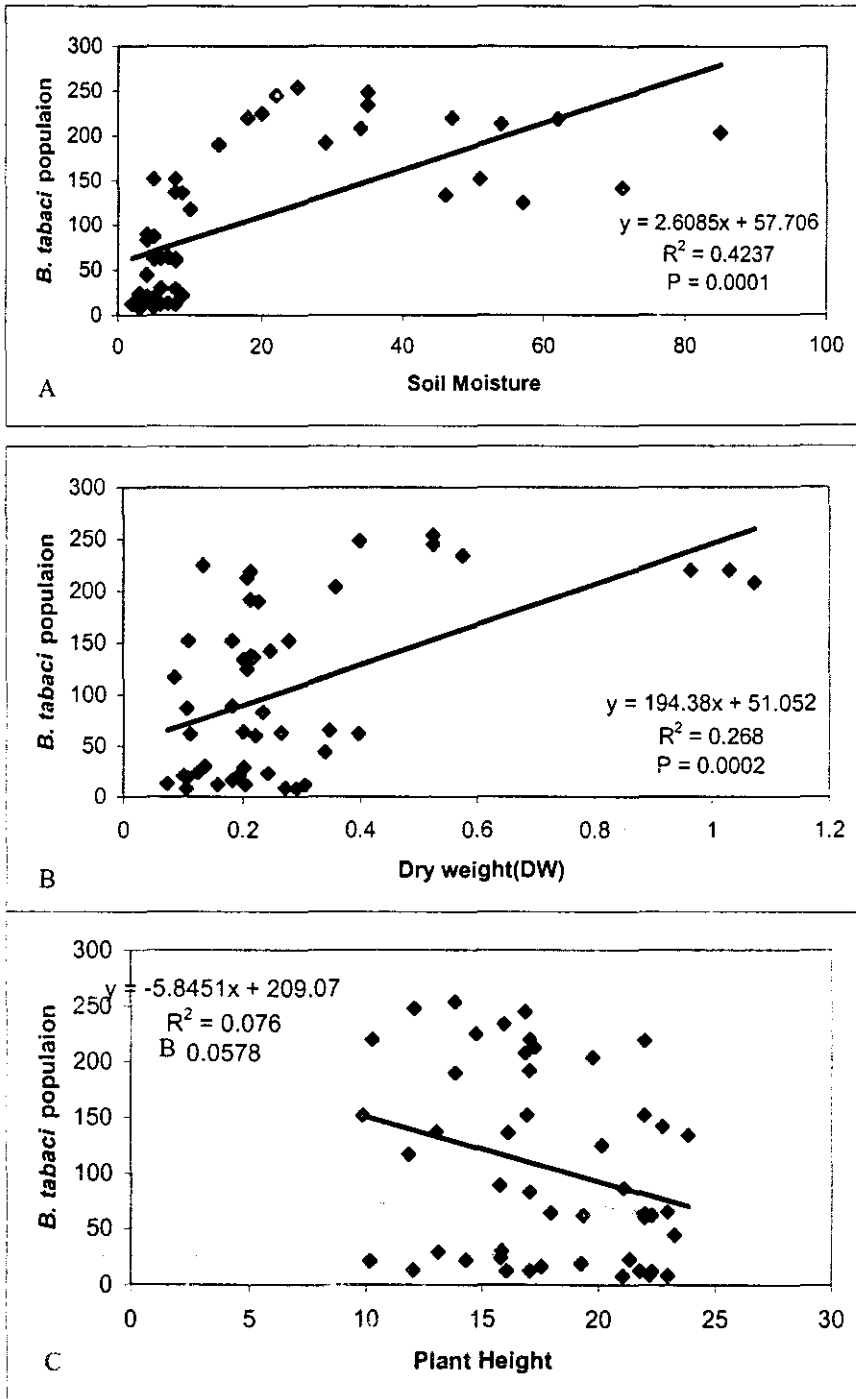 300
250
200
150
100
50
0
B. tabaci populaion
y = 2.6085x + 57.706
R² = 0.4237
P = 0.0001
0 20 40 60 80 100
Soil Moisture
A
300
250
200
150
100
50
0
B. tabaci populaion
y = 194.38x + 51.052
R² = 0.268
P = 0.0002
0 0.2 0.4 0.6 0.8 1 1.2
Dry weight(DW)
B
300
250
200
150
100
50
0
B. tabaci populaion
y = -5.8451x + 209.07
R² = 0.076
B 0.0578
0 5 10 15 20 25 30
Plant Height
C